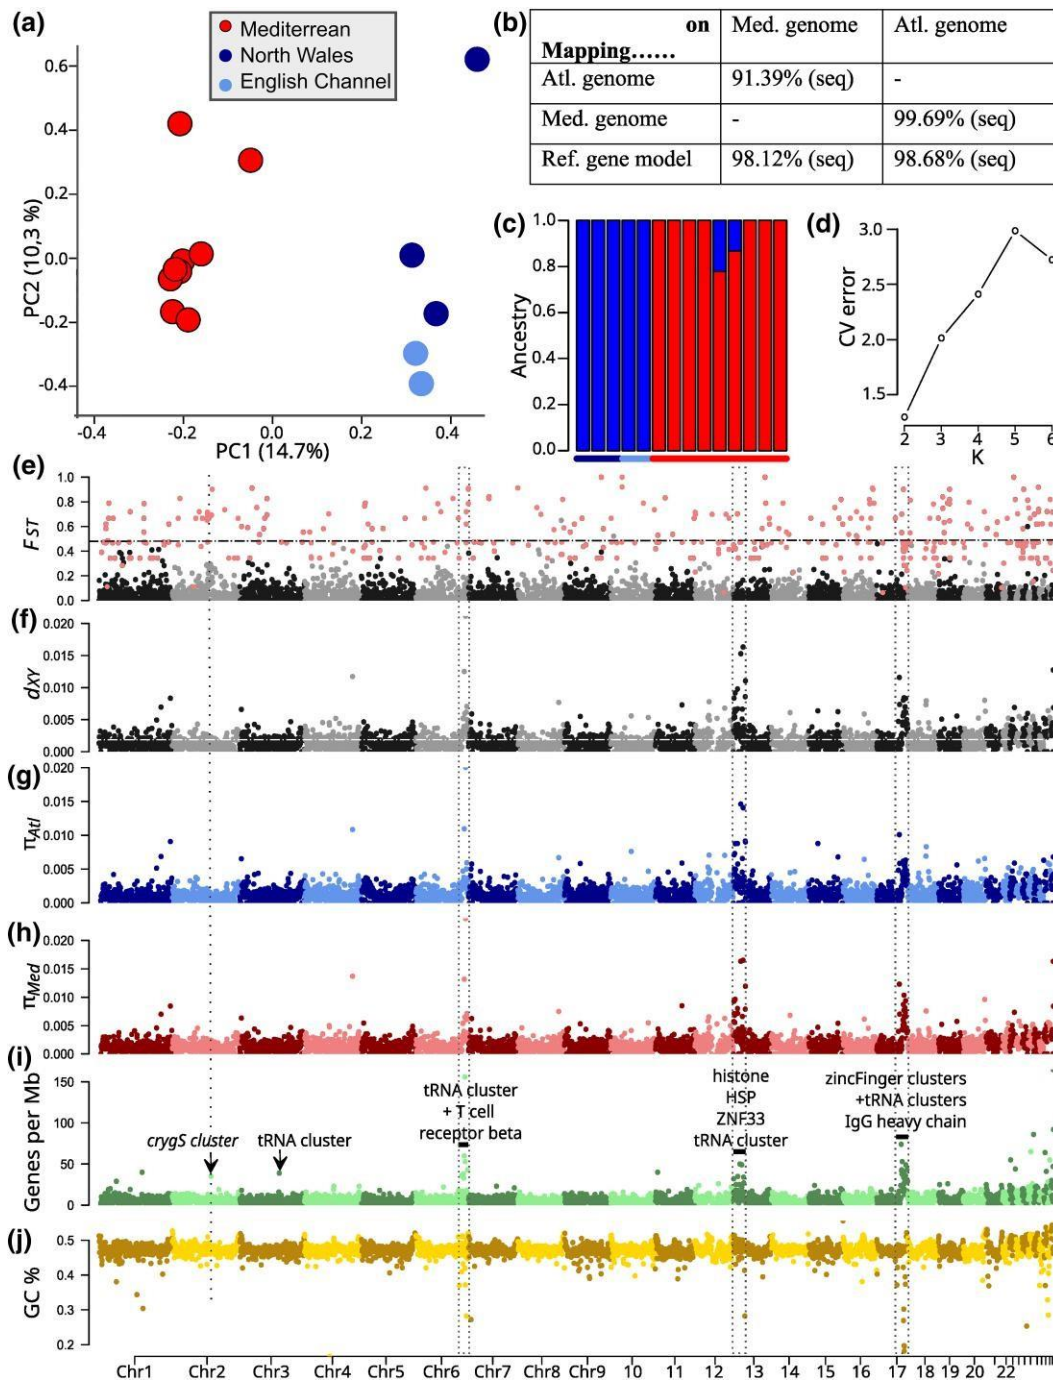 (a)
Mediterrean
North Wales
English Channel
PC2 (10,3 %)
0.6
0.4
0.2
0.0
-0.2
-0.4
-0.4
-0.2
0.0
0.2
0.4
PC1 (14.7%)
(b)
on Med. genome Atl. genome
Mapping......
Atl. genome 91.39% (seq) -
Med. genome - 99.69% (seq)
Ref. gene model 98.12% (seq) 98.68% (seq)
(c)
Ancestry
1.0
0.8
0.6
0.4
0.2
0.0
(d)
CV error
3.0
2.5
2.0
1.5
2 3 4 5 6
K
(e)
FST
1.0
0.8
0.6
0.4
0.2
0.0
(f)
dXY
0.020
0.015
0.010
0.005
0.000
(g)
πAtl
0.020
0.015
0.010
0.005
0.000
(h)
πMed
0.020
0.015
0.010
0.005
0.000
(i)
Genes per Mb
150
100
50
0
crygS cluster
tRNA cluster
tRNA cluster
+ T cell
receptor beta
histone
HSP
ZNF33
tRNA cluster
zincFinger clusters
+tRNA clusters
IgG heavy chain
(j)
GC %
0.5
0.4
0.3
0.2
Chr1 Chr2 Chr3 Chr4 Chr5 Chr6 Chr7 Chr8 Chr9 10 11 12 13 14 15 16 17 18 19 20 22